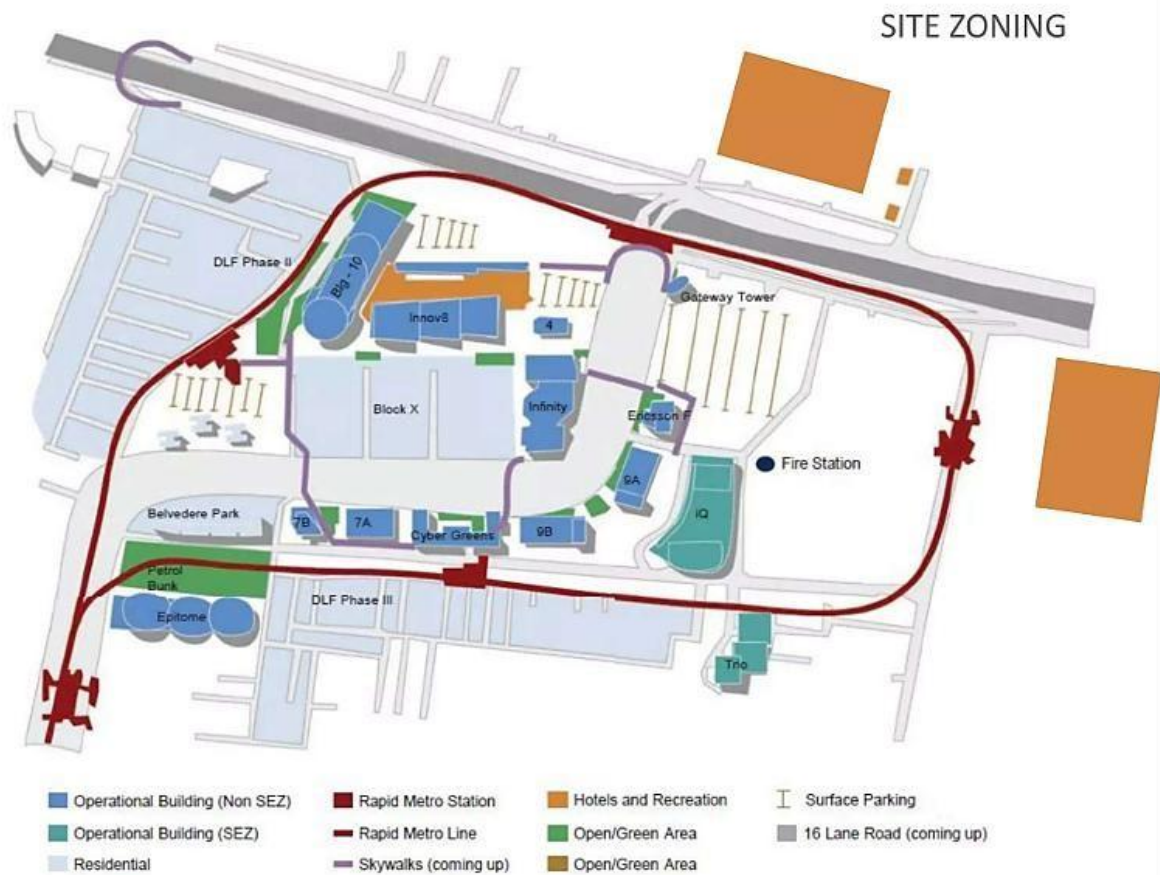 SITE ZONING
DLF Phase II
Blg - 10
Innov8
4
Gateway Tower
Block X
Infinity
Ericsson F
Fire Station
9A
iQ
Belvedere Park
7B
7A
Cyber Greens
9B
Petrol
Bunk
DLF Phase III
Epitome
Trio
Operational Building (Non SEZ)
Rapid Metro Station
Hotels and Recreation
Surface Parking
Operational Building (SEZ)
Rapid Metro Line
Open/Green Area
16 Lane Road (coming up)
Residential
Skywalks (coming up)
Open/Green Area